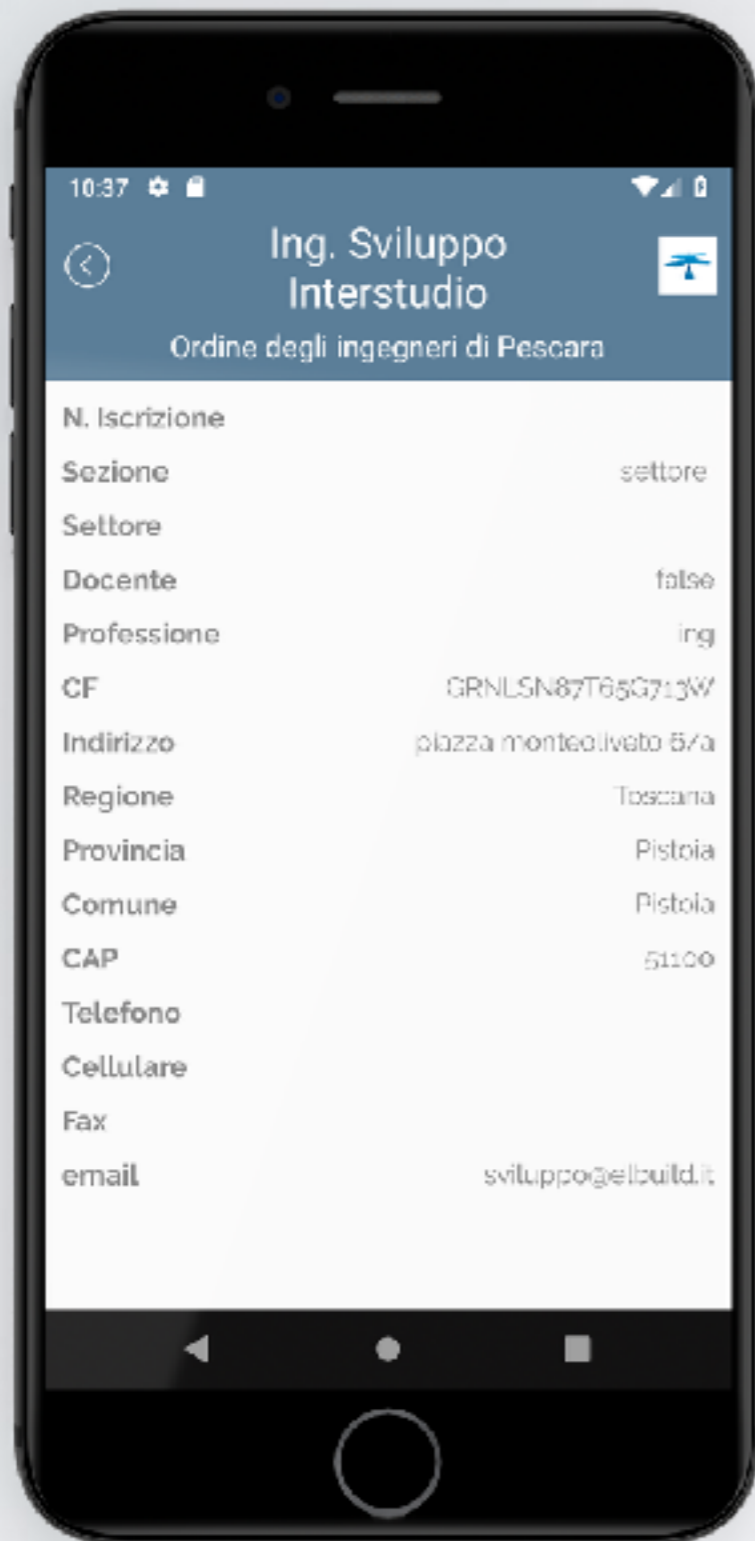 10:37
Ing. Sviluppo
Interstudio
Ordine degli ingegneri di Pescara
N. Iscrizione
Sezione settore
Settore
Docente false
Professione ing
CF GRNLSN87T65G713W
Indirizzo piazza monteoliveto 6/a
Regione Toscana
Provincia Pistoia
Comune Pistoia
CAP 51100
Telefono
Cellulare
Fax
email sviluppo@elbuild.it